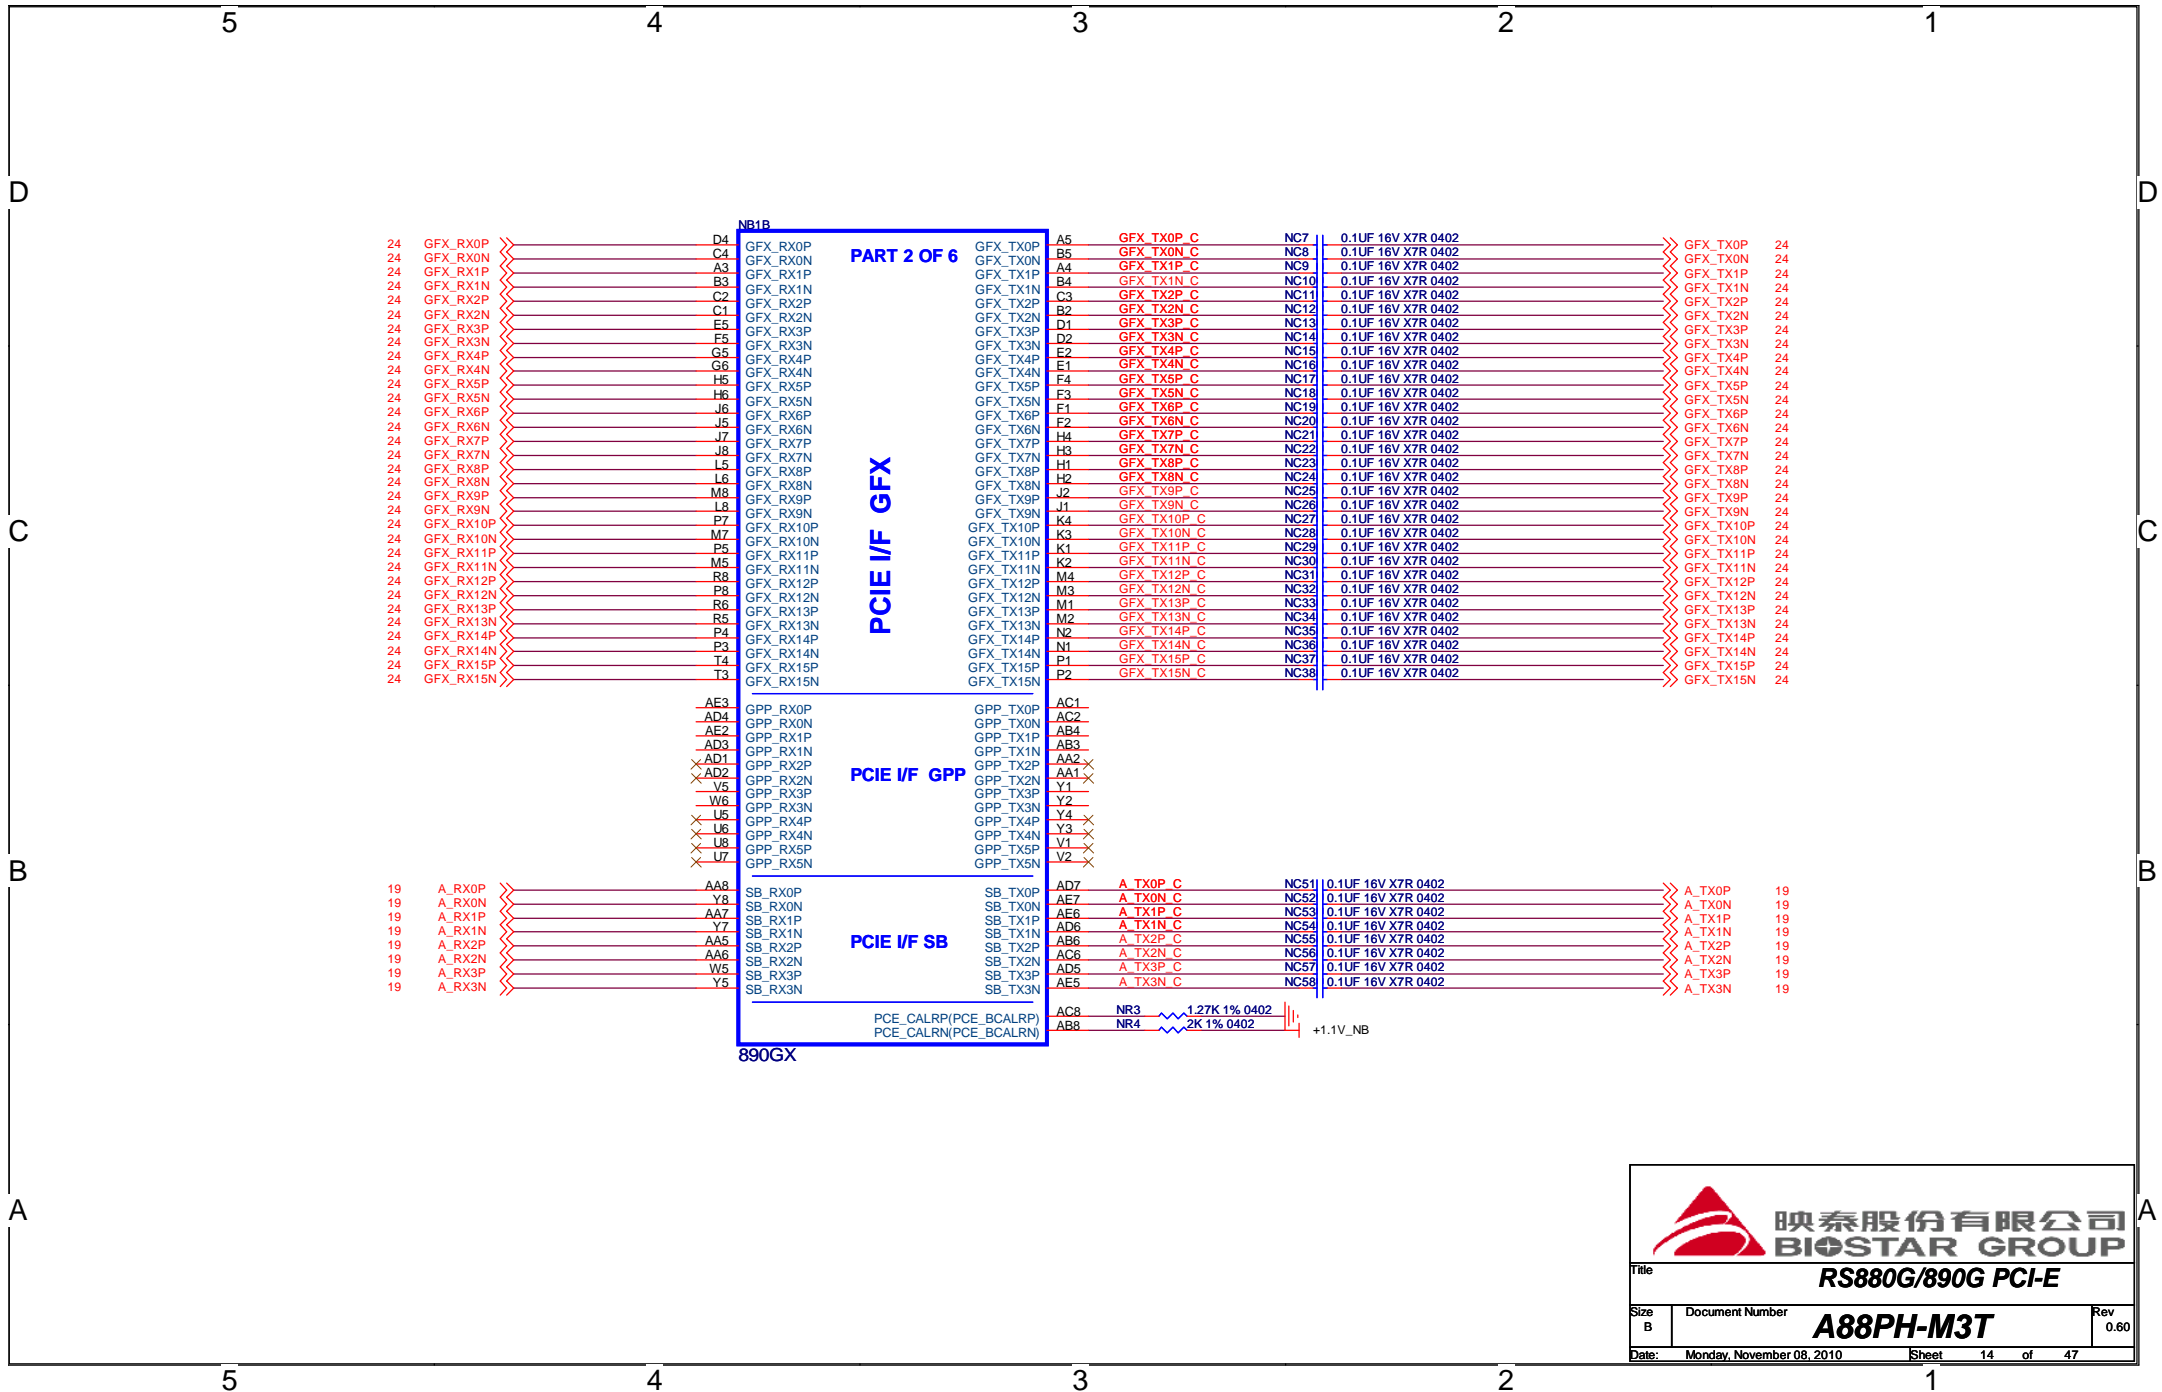 5 4 3 2 1
D D
C C
B B
A A
NB1B
PART 2 OF 6
PCIE I/F GFX
24 GFX_RX0P D4 GFX_RX0P GFX_TX0P A5 GFX_TX0P_C NC7 0.1UF 16V X7R 0402 GFX_TX0P 24
24 GFX_RX0N C4 GFX_RX0N GFX_TX0N B5 GFX_TX0N_C NC8 0.1UF 16V X7R 0402 GFX_TX0N 24
24 GFX_RX1P A3 GFX_RX1P GFX_TX1P A4 GFX_TX1P_C NC9 0.1UF 16V X7R 0402 GFX_TX1P 24
24 GFX_RX1N B3 GFX_RX1N GFX_TX1N B4 GFX_TX1N_C NC10 0.1UF 16V X7R 0402 GFX_TX1N 24
24 GFX_RX2P C2 GFX_RX2P GFX_TX2P C3 GFX_TX2P_C NC11 0.1UF 16V X7R 0402 GFX_TX2P 24
24 GFX_RX2N C1 GFX_RX2N GFX_TX2N B2 GFX_TX2N_C NC12 0.1UF 16V X7R 0402 GFX_TX2N 24
24 GFX_RX3P E5 GFX_RX3P GFX_TX3P D1 GFX_TX3P_C NC13 0.1UF 16V X7R 0402 GFX_TX3P 24
24 GFX_RX3N F5 GFX_RX3N GFX_TX3N D2 GFX_TX3N_C NC14 0.1UF 16V X7R 0402 GFX_TX3N 24
24 GFX_RX4P G5 GFX_RX4P GFX_TX4P E2 GFX_TX4P_C NC15 0.1UF 16V X7R 0402 GFX_TX4P 24
24 GFX_RX4N G6 GFX_RX4N GFX_TX4N E1 GFX_TX4N_C NC16 0.1UF 16V X7R 0402 GFX_TX4N 24
24 GFX_RX5P H5 GFX_RX5P GFX_TX5P F4 GFX_TX5P_C NC17 0.1UF 16V X7R 0402 GFX_TX5P 24
24 GFX_RX5N H6 GFX_RX5N GFX_TX5N F3 GFX_TX5N_C NC18 0.1UF 16V X7R 0402 GFX_TX5N 24
24 GFX_RX6P J6 GFX_RX6P GFX_TX6P F1 GFX_TX6P_C NC19 0.1UF 16V X7R 0402 GFX_TX6P 24
24 GFX_RX6N J5 GFX_RX6N GFX_TX6N F2 GFX_TX6N_C NC20 0.1UF 16V X7R 0402 GFX_TX6N 24
24 GFX_RX7P J7 GFX_RX7P GFX_TX7P H4 GFX_TX7P_C NC21 0.1UF 16V X7R 0402 GFX_TX7P 24
24 GFX_RX7N J8 GFX_RX7N GFX_TX7N H3 GFX_TX7N_C NC22 0.1UF 16V X7R 0402 GFX_TX7N 24
24 GFX_RX8P L5 GFX_RX8P GFX_TX8P H1 GFX_TX8P_C NC23 0.1UF 16V X7R 0402 GFX_TX8P 24
24 GFX_RX8N L6 GFX_RX8N GFX_TX8N H2 GFX_TX8N_C NC24 0.1UF 16V X7R 0402 GFX_TX8N 24
24 GFX_RX9P M8 GFX_RX9P GFX_TX9P J2 GFX_TX9P_C NC25 0.1UF 16V X7R 0402 GFX_TX9P 24
24 GFX_RX9N L8 GFX_RX9N GFX_TX9N J1 GFX_TX9N_C NC26 0.1UF 16V X7R 0402 GFX_TX9N 24
24 GFX_RX10P P7 GFX_RX10P GFX_TX10P K4 GFX_TX10P_C NC27 0.1UF 16V X7R 0402 GFX_TX10P 24
24 GFX_RX10N M7 GFX_RX10N GFX_TX10N K3 GFX_TX10N_C NC28 0.1UF 16V X7R 0402 GFX_TX10N 24
24 GFX_RX11P P5 GFX_RX11P GFX_TX11P K1 GFX_TX11P_C NC29 0.1UF 16V X7R 0402 GFX_TX11P 24
24 GFX_RX11N M5 GFX_RX11N GFX_TX11N K2 GFX_TX11N_C NC30 0.1UF 16V X7R 0402 GFX_TX11N 24
24 GFX_RX12P R8 GFX_RX12P GFX_TX12P M4 GFX_TX12P_C NC31 0.1UF 16V X7R 0402 GFX_TX12P 24
24 GFX_RX12N P8 GFX_RX12N GFX_TX12N M3 GFX_TX12N_C NC32 0.1UF 16V X7R 0402 GFX_TX12N 24
24 GFX_RX13P R6 GFX_RX13P GFX_TX13P M1 GFX_TX13P_C NC33 0.1UF 16V X7R 0402 GFX_TX13P 24
24 GFX_RX13N R5 GFX_RX13N GFX_TX13N M2 GFX_TX13N_C NC34 0.1UF 16V X7R 0402 GFX_TX13N 24
24 GFX_RX14P P4 GFX_RX14P GFX_TX14P N2 GFX_TX14P_C NC35 0.1UF 16V X7R 0402 GFX_TX14P 24
24 GFX_RX14N P3 GFX_RX14N GFX_TX14N N1 GFX_TX14N_C NC36 0.1UF 16V X7R 0402 GFX_TX14N 24
24 GFX_RX15P T4 GFX_RX15P GFX_TX15P P1 GFX_TX15P_C NC37 0.1UF 16V X7R 0402 GFX_TX15P 24
24 GFX_RX15N T3 GFX_RX15N GFX_TX15N P2 GFX_TX15N_C NC38 0.1UF 16V X7R 0402 GFX_TX15N 24
AE3 GPP_RX0P GPP_TX0P AC1
AD4 GPP_RX0N GPP_TX0N AC2
AE2 GPP_RX1P GPP_TX1P AB4
AD3 GPP_RX1N GPP_TX1N AB3
AD1 GPP_RX2P GPP_TX2P AA2
PCIE I/F GPP
AD2 GPP_RX2N GPP_TX2N AA1
V5 GPP_RX3P GPP_TX3P Y1
W6 GPP_RX3N GPP_TX3N Y2
U5 GPP_RX4P GPP_TX4P Y4
U6 GPP_RX4N GPP_TX4N Y3
U8 GPP_RX5P GPP_TX5P V1
U7 GPP_RX5N GPP_TX5N V2
19 A_RX0P AA8 SB_RX0P SB_TX0P AD7 A_TX0P_C NC51 0.1UF 16V X7R 0402 A_TX0P 19
19 A_RX0N Y8 SB_RX0N SB_TX0N AE7 A_TX0N_C NC52 0.1UF 16V X7R 0402 A_TX0N 19
19 A_RX1P AA7 SB_RX1P SB_TX1P AE6 A_TX1P_C NC53 0.1UF 16V X7R 0402 A_TX1P 19
19 A_RX1N Y7 SB_RX1N SB_TX1N AD6 A_TX1N_C NC54 0.1UF 16V X7R 0402 A_TX1N 19
PCIE I/F SB
19 A_RX2P AA5 SB_RX2P SB_TX2P AB6 A_TX2P_C NC55 0.1UF 16V X7R 0402 A_TX2P 19
19 A_RX2N AA6 SB_RX2N SB_TX2N AC6 A_TX2N_C NC56 0.1UF 16V X7R 0402 A_TX2N 19
19 A_RX3P W5 SB_RX3P SB_TX3P AD5 A_TX3P_C NC57 0.1UF 16V X7R 0402 A_TX3P 19
19 A_RX3N Y5 SB_RX3N SB_TX3N AE5 A_TX3N_C NC58 0.1UF 16V X7R 0402 A_TX3N 19
PCE_CALRP(PCE_BCALRP) AC8 NR3 1.27K 1% 0402
PCE_CALRN(PCE_BCALRN) AB8 NR4 2K 1% 0402 +1.1V_NB
890GX
映泰股份有限公司
BIOSTAR GROUP
Title
RS880G/890G PCI-E
Size Document Number Rev
B A88PH-M3T 0.60
Date: Monday, November 08, 2010 Sheet 14 of 47
5 4 3 2 1